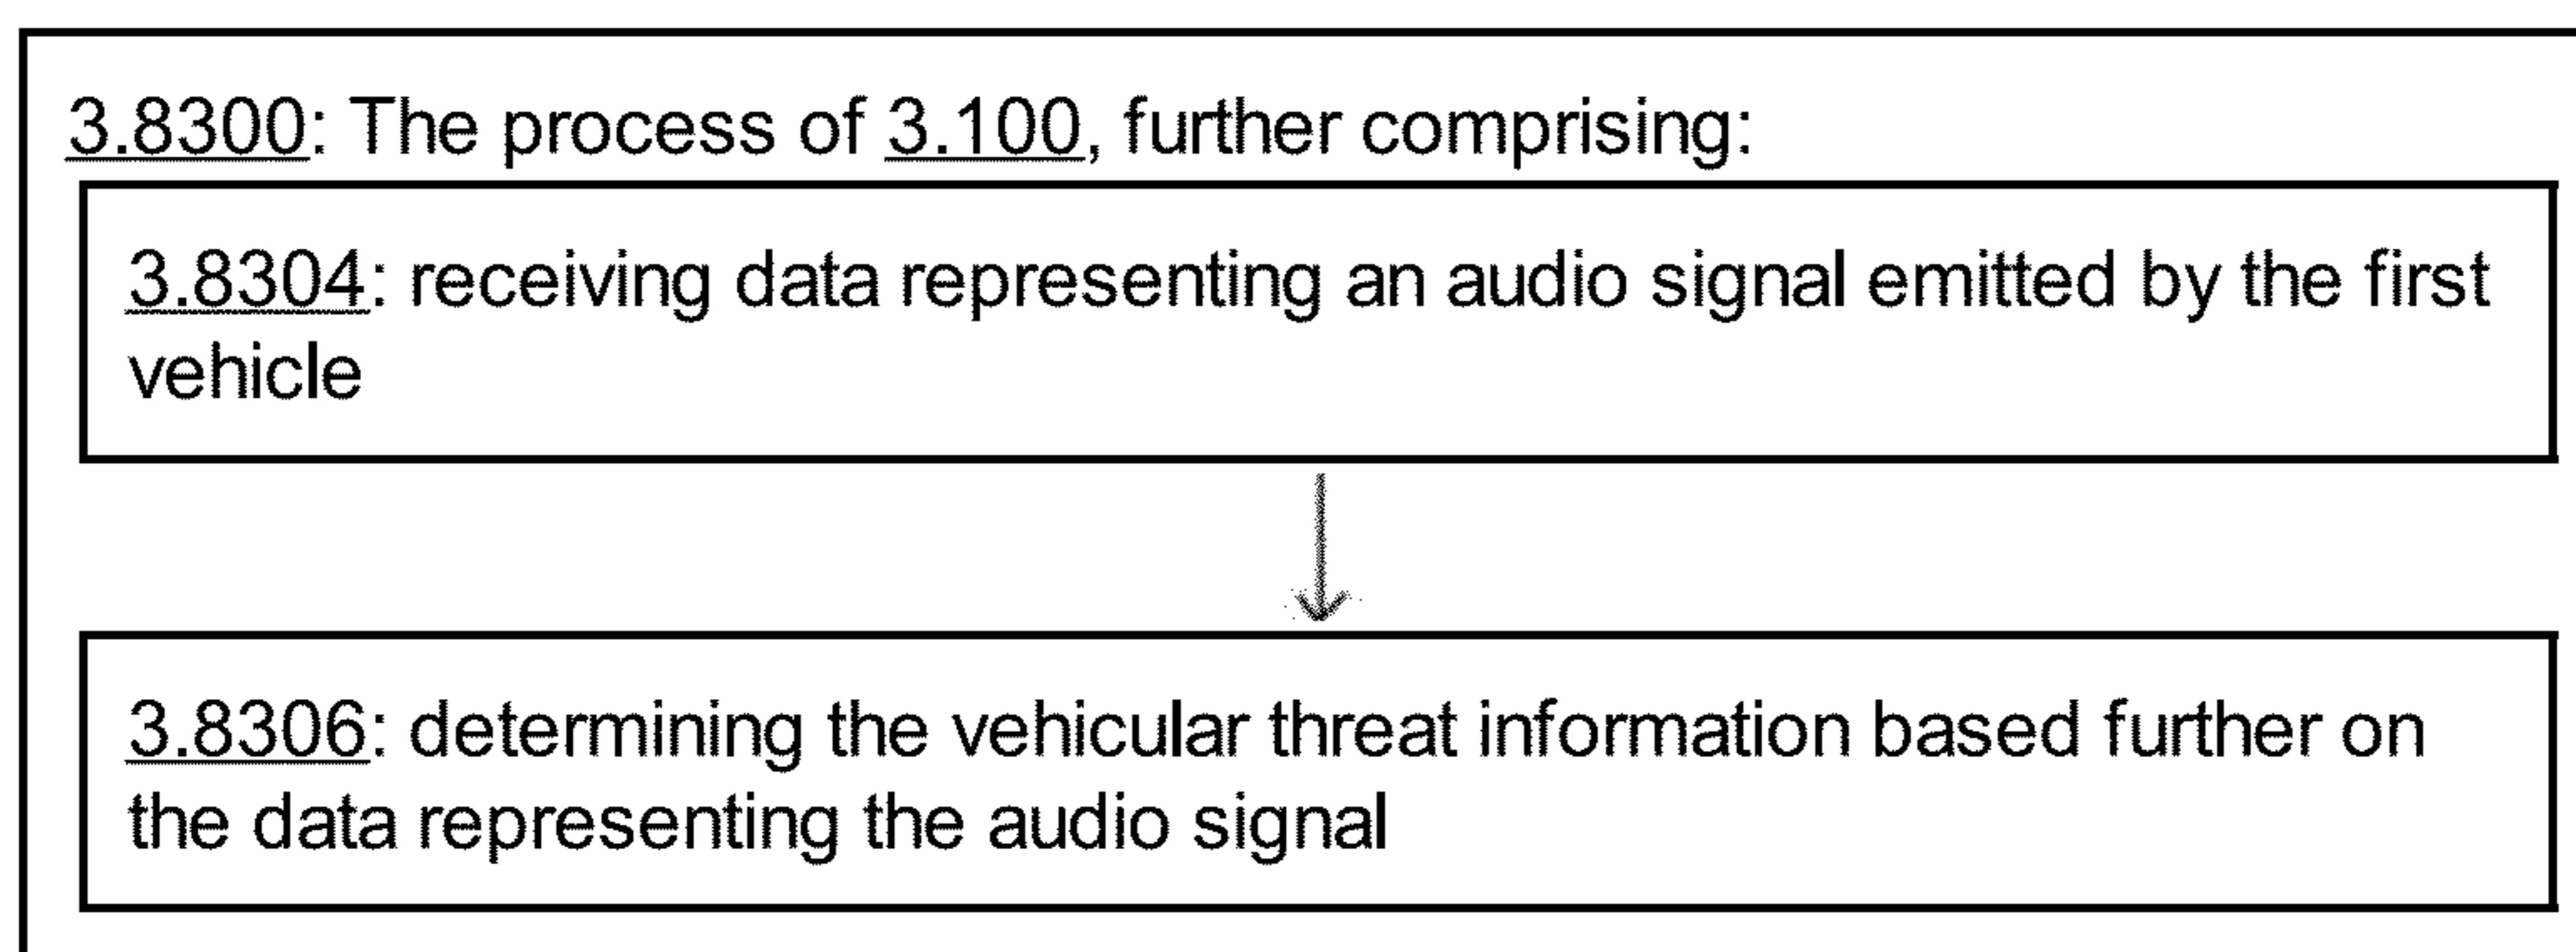 3.8300: The process of 3.100, further comprising:
3.8304: receiving data representing an audio signal emitted by the first
vehicle
3.8306: determining the vehicular threat information based further on
the data representing the audio signal